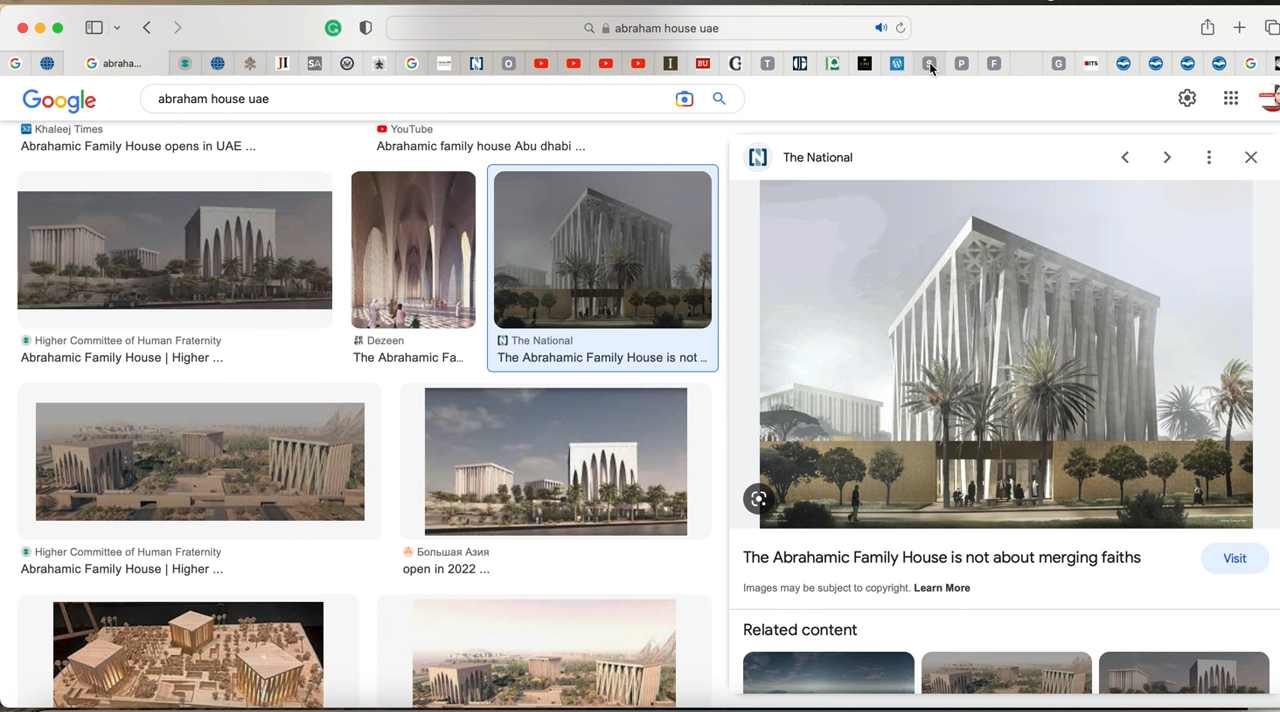 abraham house uae
abraha...
JI
SA
N
O
BU
G
T
S
P
F
G
BITS
Google
abraham house uae
Khaleej Times
Abrahamic Family House opens in UAE ...
YouTube
Abrahamic family house Abu dhabi ...
Higher Committee of Human Fraternity
Abrahamic Family House | Higher ...
Dezeen
The Abrahamic Fa...
The National
The Abrahamic Family House is not ...
Higher Committee of Human Fraternity
Abrahamic Family House | Higher ...
Большая Азия
open in 2022 ...
The National
The Abrahamic Family House is not about merging faiths
Visit
Images may be subject to copyright. Learn More
Related content